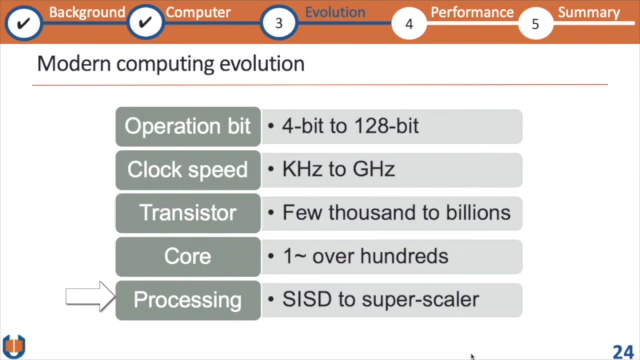 ✔ Background ✔ Computer 3 Evolution 4 Performance 5 Summary
Modern computing evolution
Operation bit • 4-bit to 128-bit
Clock speed • KHz to GHz
Transistor • Few thousand to billions
Core • 1~ over hundreds
Processing • SISD to super-scaler
24